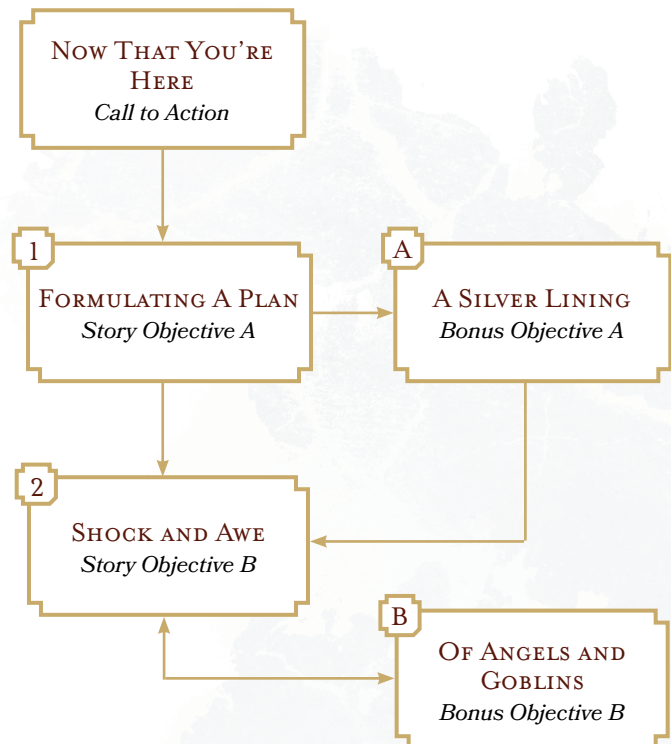 Now That You're
Here
Call to Action
1
Formulating A Plan
Story Objective A
A
A Silver Lining
Bonus Objective A
2
Shock and Awe
Story Objective B
B
Of Angels and
Goblins
Bonus Objective B